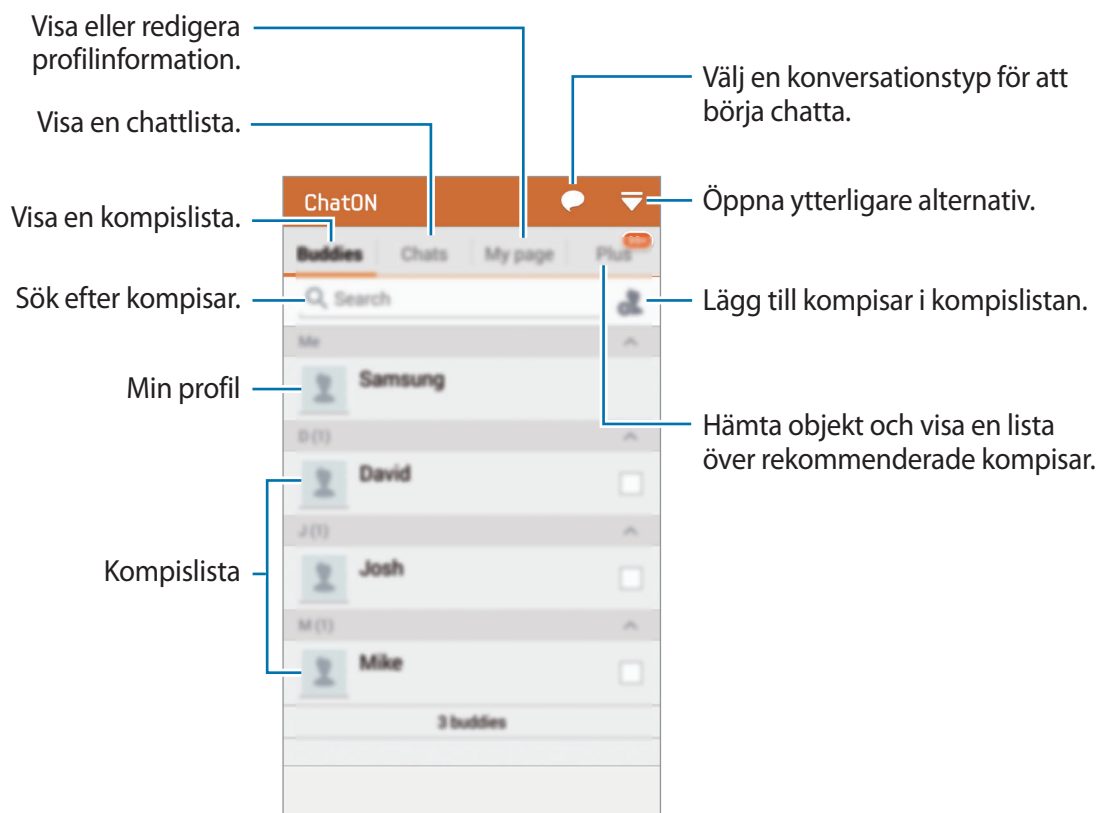 Visa eller redigera
profilinformation.
Visa en chattlista.
Visa en kompislista.
Sök efter kompisar.
Min profil
Kompislista
Välj en konversationstyp för att
börja chatta.
Öppna ytterligare alternativ.
Lägg till kompisar i kompislistan.
Hämta objekt och visa en lista
över rekommenderade kompisar.
ChatON
Buddies Chats My page Plus
Search
Me
Samsung
D (1)
David
J (1)
Josh
M (1)
Mike
3 buddies